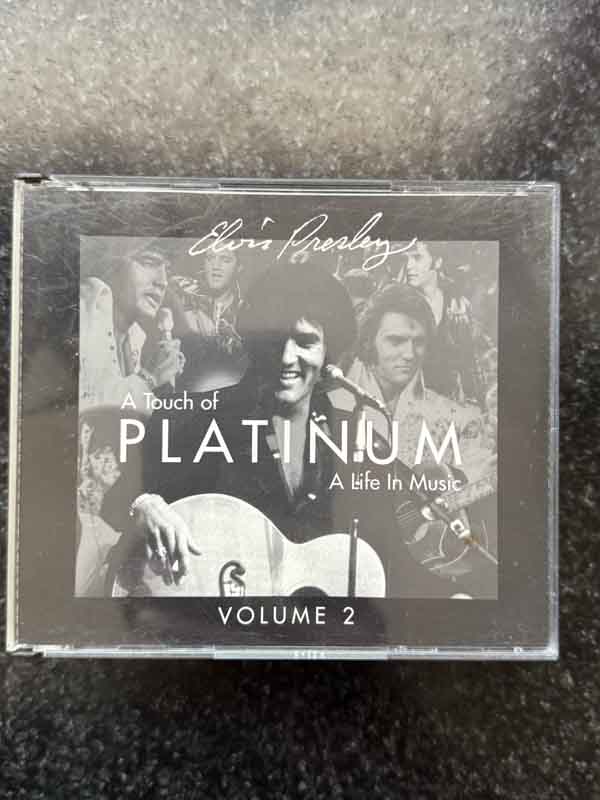 Elvis Presley
A Touch of
PLATINUM
A Life In Music
VOLUME 2